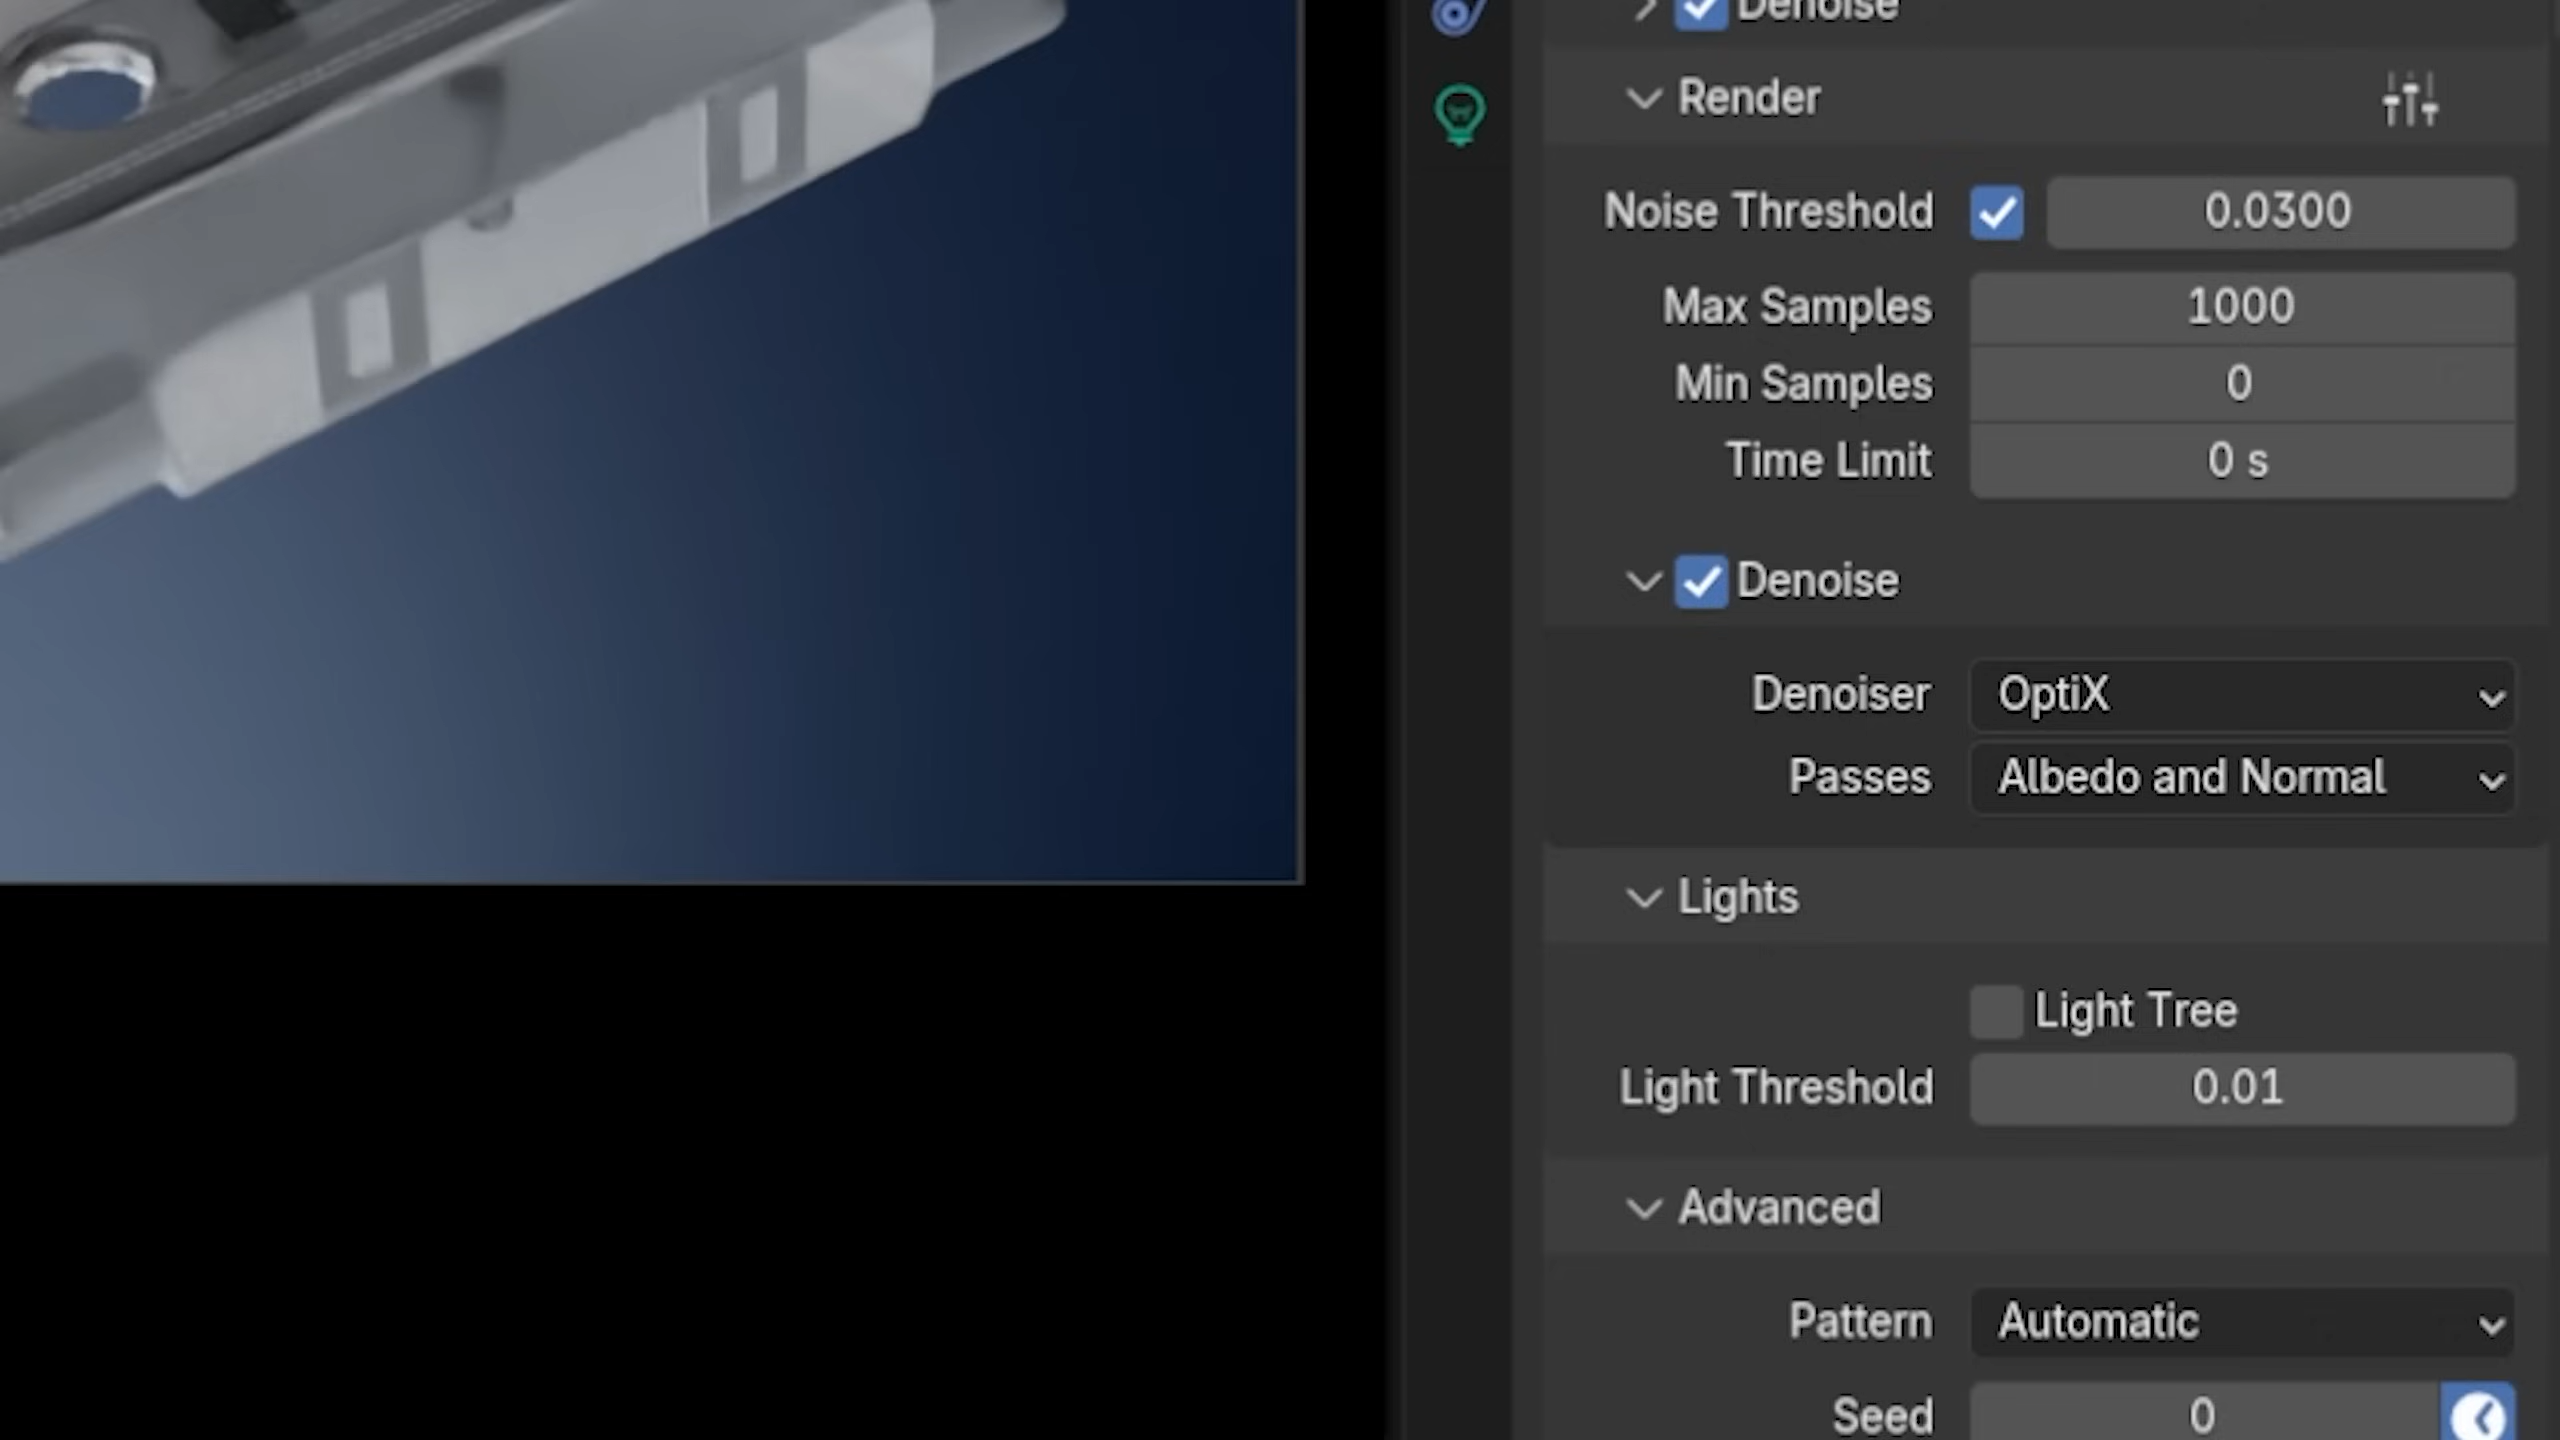 Denoise
Render
Noise Threshold 0.0300
Max Samples 1000
Min Samples 0
Time Limit 0 s
Denoise
Denoiser OptiX
Passes Albedo and Normal
Lights
Light Tree
Light Threshold 0.01
Advanced
Pattern Automatic
Seed 0